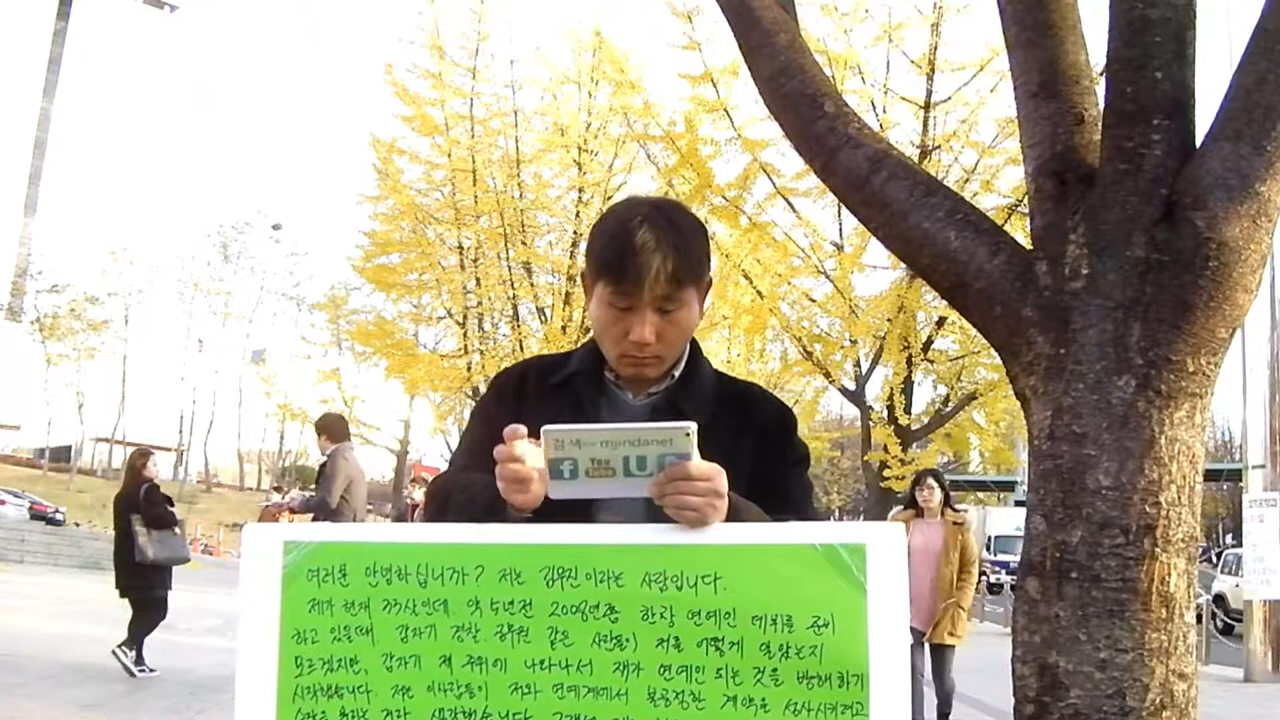 검색 mjindanet
f You Tube U
여러분 안녕하십니까? 저는 김우진이라는 사람입니다.
제가 현재 33살인데. 약 5년전 2008년쯤 한창 연예인 데뷔를 준비
하고 있을때. 갑자기 경찰. 공무원 같은 사람들이 저를 어떻게 알았는지
모르겠지만, 갑자기 제 주위에 나타나서 제가 연예인 되는 것을 방해하기
시작했습니다. 저는 이사람들이 저와 연예계에서 불공정한 계약을 성사시키려고
생각했습니다.